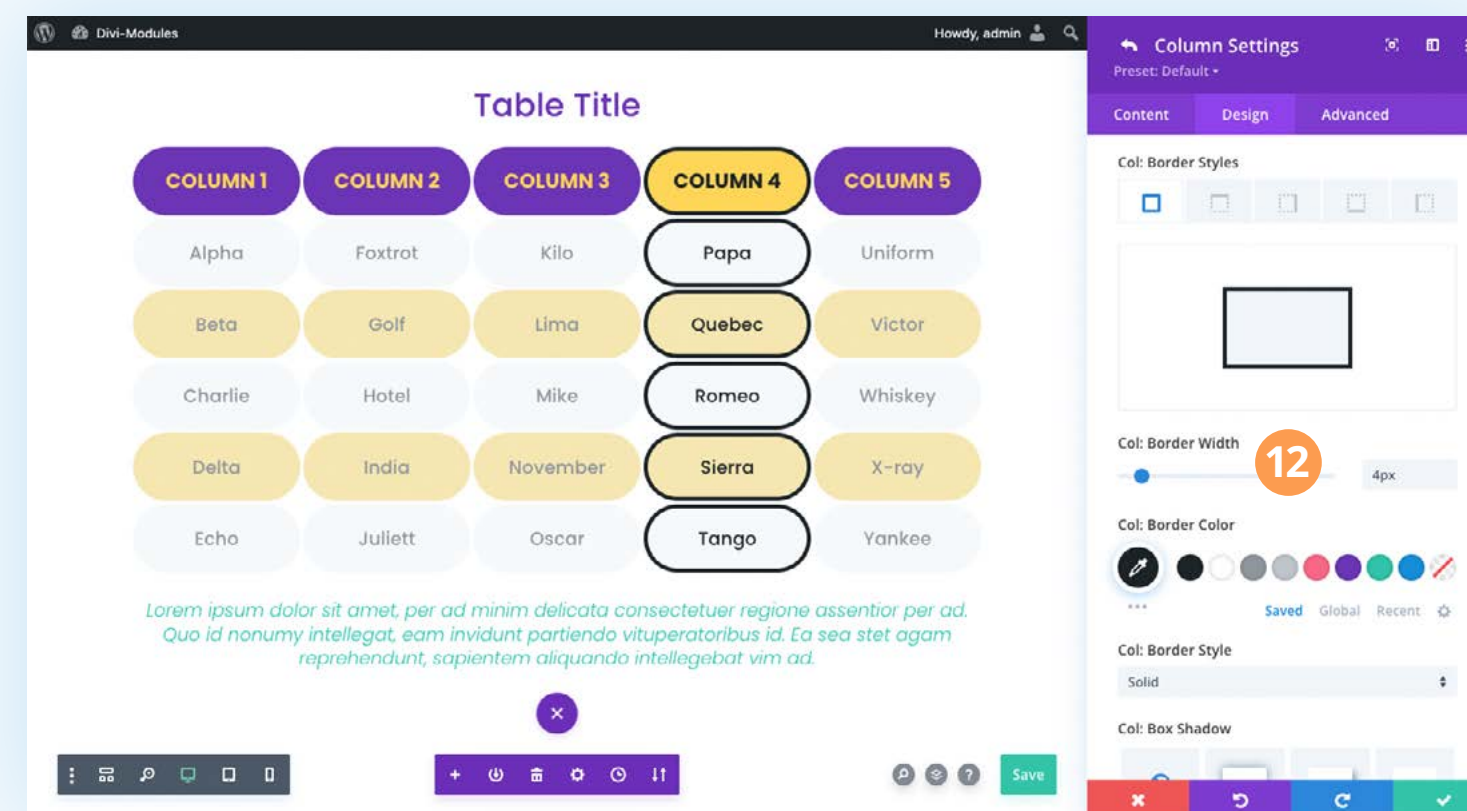 Divi-Modules
Howdy, admin
Table Title
COLUMN 1 COLUMN 2 COLUMN 3 COLUMN 4 COLUMN 5
Alpha Foxtrot Kilo Papa Uniform
Beta Golf Lima Quebec Victor
Charlie Hotel Mike Romeo Whiskey
Delta India November Sierra X-ray
Echo Juliett Oscar Tango Yankee
Lorem ipsum dolor sit amet, per ad minim delicata consectetuer regione assentior per ad.
Quo id nonumy intellegat, eam invidunt partiendo vituperatoribus id. Ea sea stet agam
reprehendunt, sapientem aliquando intellegebat vim ad.
Save
Column Settings
Preset: Default
Content Design Advanced
Col: Border Styles
Col: Border Width
12
4px
Col: Border Color
Saved Global Recent
Col: Border Style
Solid
Col: Box Shadow